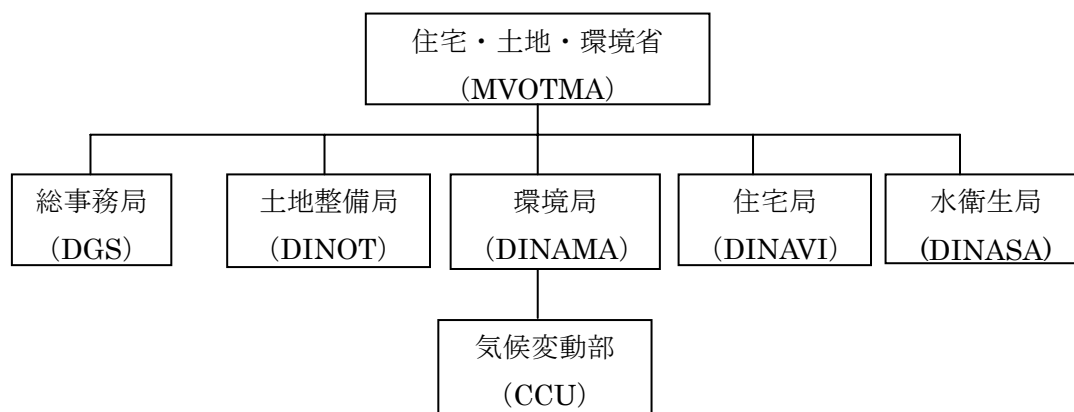 住宅・土地・環境省
（MVOTMA）
総事務局
（DGS）
土地整備局
（DINOT）
環境局
（DINAMA）
住宅局
（DINAVI）
水衛生局
(DINASA)
気候変動部
（CCU）